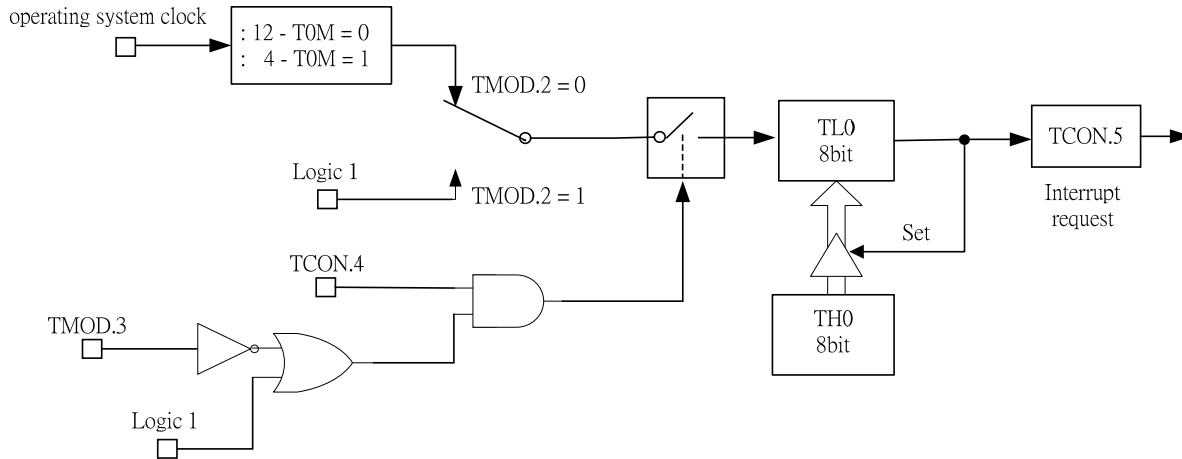 operating system clock
: 12 - T0M = 0
: 4 - T0M = 1
TMOD.2 = 0
Logic 1
TMOD.2 = 1
TL0
8bit
TCON.5
Interrupt
request
Set
TCON.4
TH0
8bit
TMOD.3
Logic 1